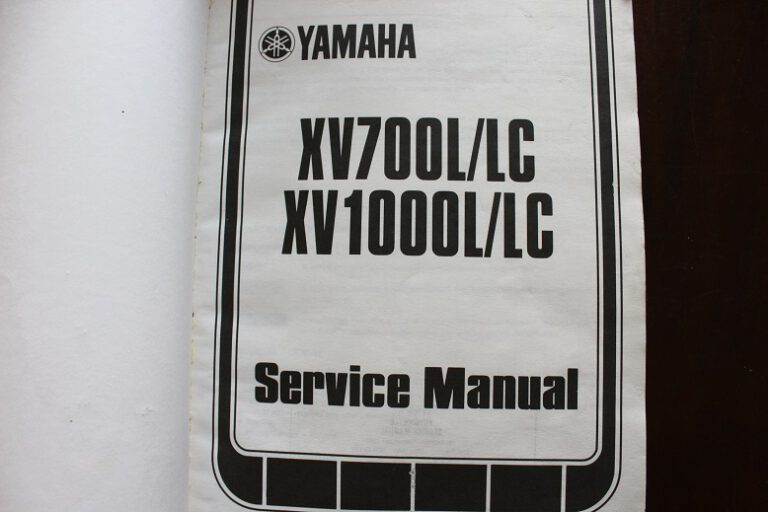 YAMAHA
XV700L/LC
XV1000L/LC
Service Manual